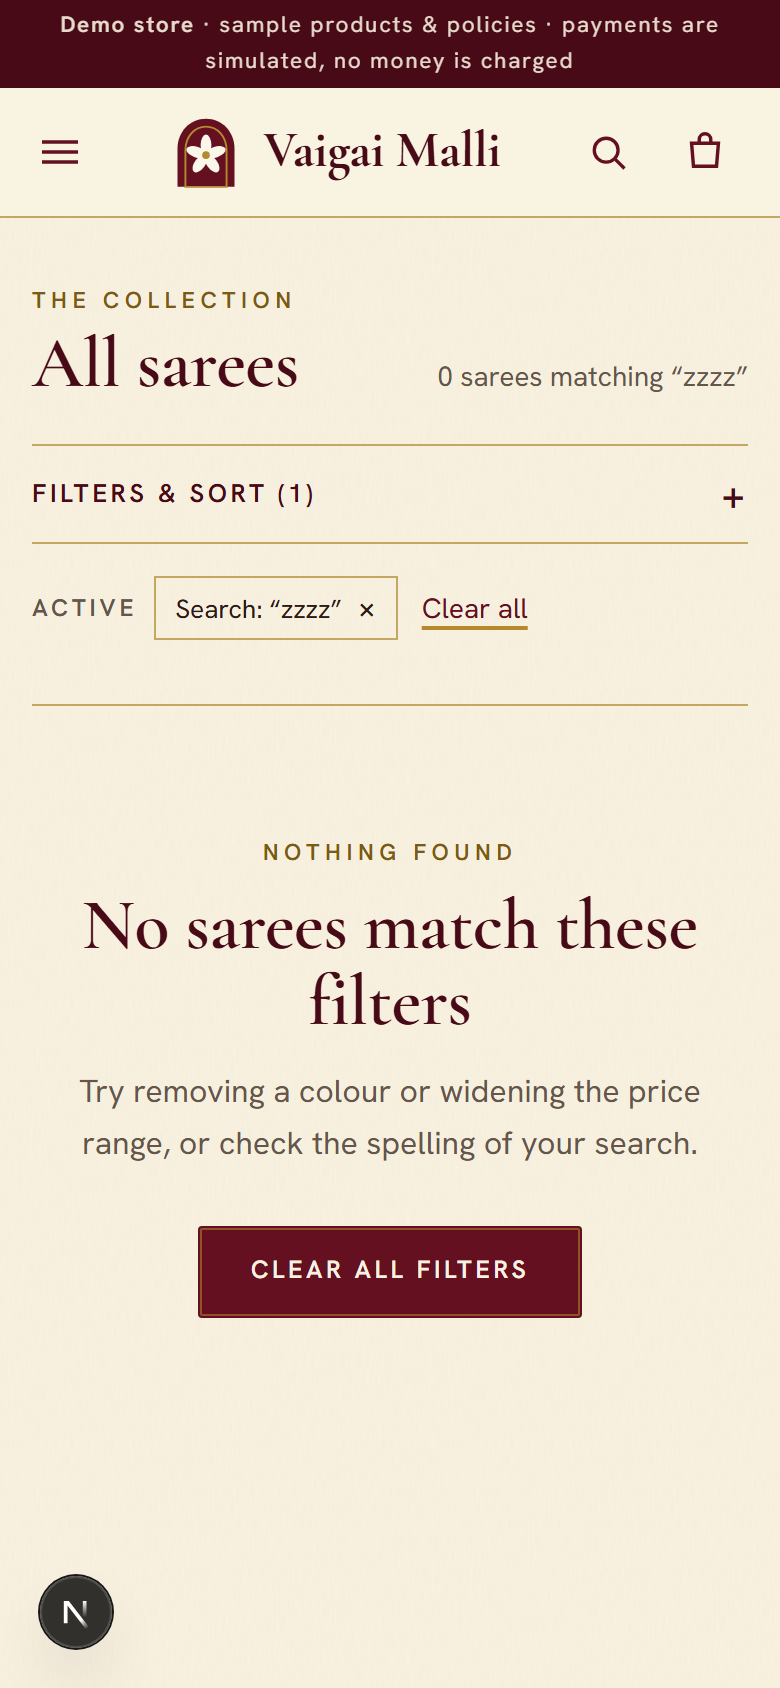 Demo store · sample products & policies · payments are
simulated, no money is charged
Vaigai Malli
THE COLLECTION
All sarees
0 sarees matching “zzzz”
FILTERS & SORT (1)
+
ACTIVE
Search: “zzzz” ×
Clear all
NOTHING FOUND
No sarees match these
filters
Try removing a colour or widening the price
range, or check the spelling of your search.
CLEAR ALL FILTERS
N